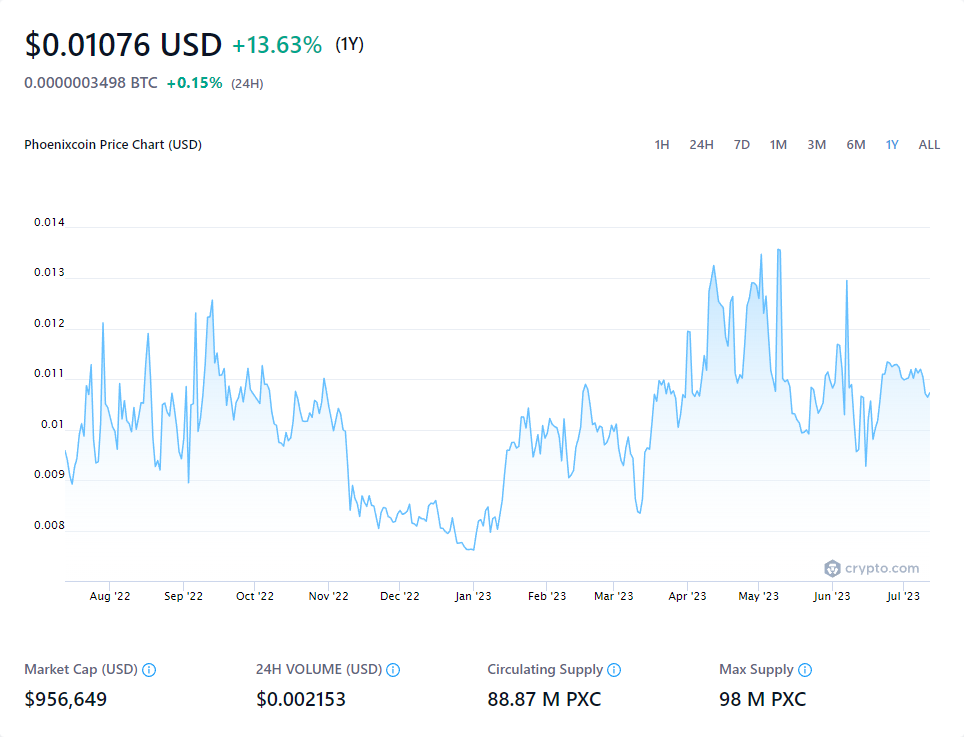 $0.01076 USD +13.63% (1Y)
0.0000003498 BTC +0.15% (24H)
Phoenixcoin Price Chart (USD) 1H 24H 7D 1M 3M 6M 1Y ALL
0.014
0.013
0.012
0.011
0.01
0.009
0.008
crypto.com
Aug '22 Sep '22 Oct '22 Nov '22 Dec '22 Jan '23 Feb '23 Mar '23 Apr '23 May '23 Jun '23 Jul '23
Market Cap (USD) 24H VOLUME (USD) Circulating Supply Max Supply
$956,649 $0.002153 88.87 M PXC 98 M PXC